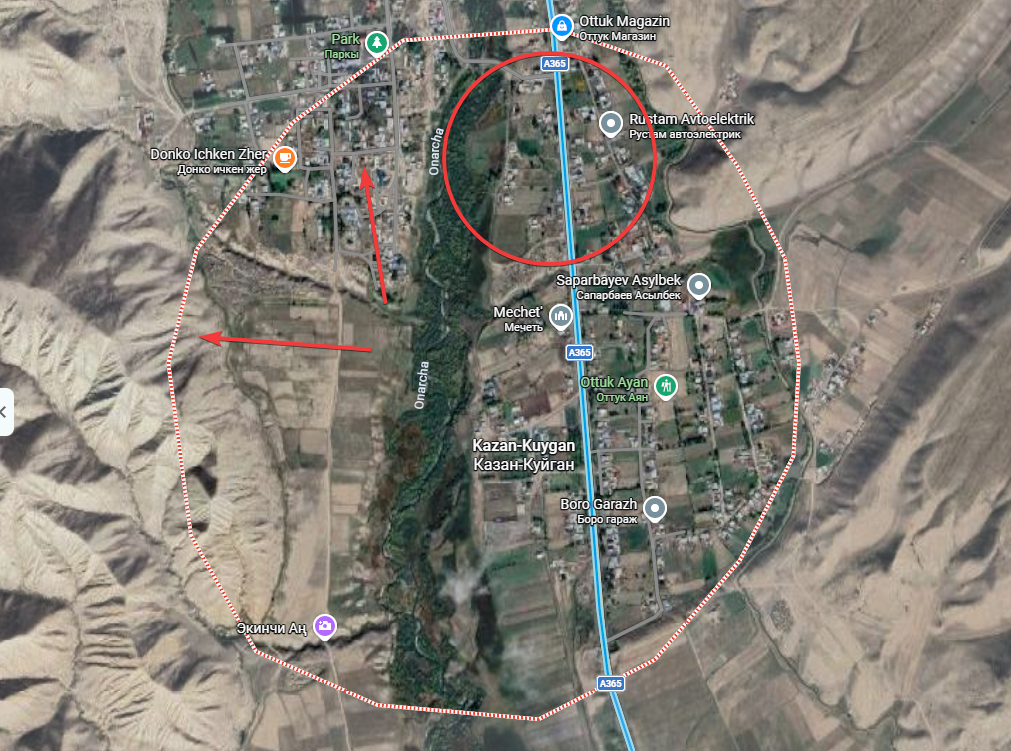 Ottuk Magazin
Оттук Магазин
Park
Паркы
A365
Rustam Avtoelektrik
Рустам автоэлектрик
Onarcha
Donko Ichken Zher
Донко ичкен жер
Saparbayev Asylbek
Сапарбаев Асылбек
Mechet'
Мечеть
A365
Onarcha
Ottuk Ayan
Оттук Аян
Kazan-Kuygan
Казан-Куйган
Boro Garazh
Боро гараж
Экинчи Аң
A365